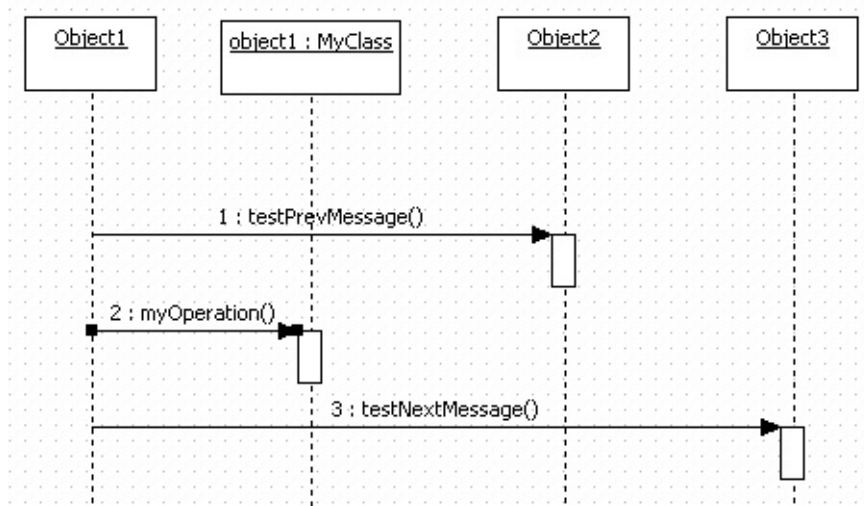 Object1
object1 : MyClass
Object2
Object3
1 : testPrevMessage()
2 : myOperation()
3 : testNextMessage()